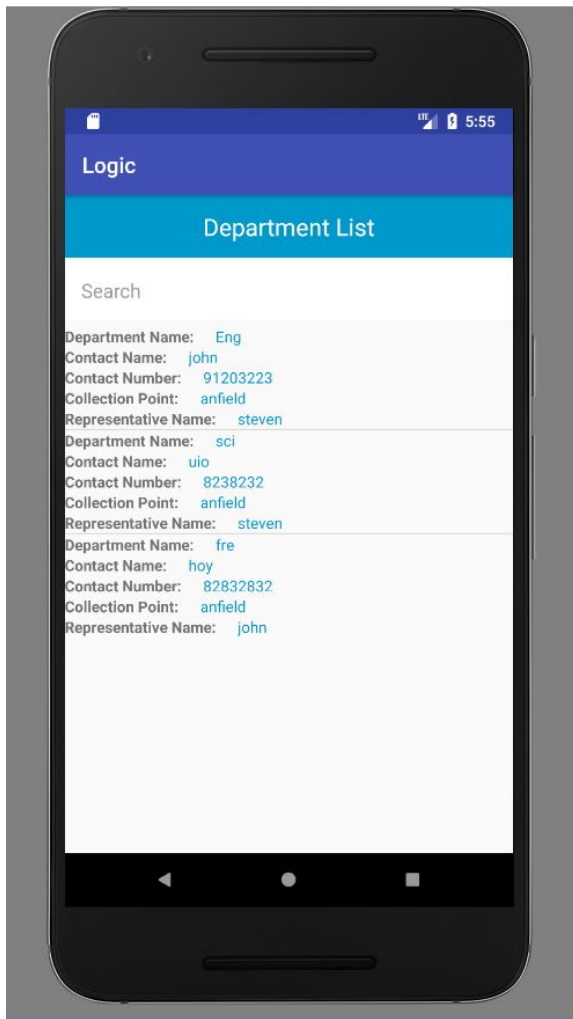 LTE 5:55
Logic
Department List
Search
Department Name: Eng
Contact Name: john
Contact Number: 91203223
Collection Point: anfield
Representative Name: steven
Department Name: sci
Contact Name: uio
Contact Number: 8238232
Collection Point: anfield
Representative Name: steven
Department Name: fre
Contact Name: hoy
Contact Number: 82832832
Collection Point: anfield
Representative Name: john